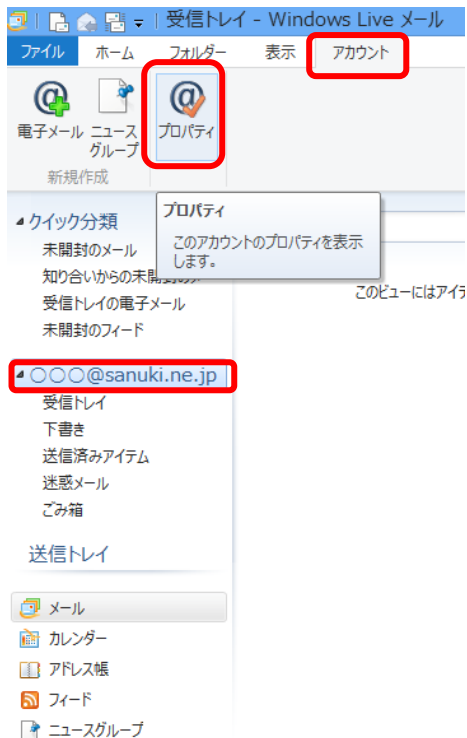 受信トレイ - Windows Live メール
ファイル ホーム フォルダー 表示 アカウント
電子メール ニュース グループ プロパティ
新規作成
プロパティ
このアカウントのプロパティを表示
します。
クイック分類
未開封のメール
知り合いからの未開封のメ
受信トレイの電子メール
未開封のフィード
このビューにはアイテ
○○○@sanuki.ne.jp
受信トレイ
下書き
送信済みアイテム
迷惑メール
ごみ箱
送信トレイ
メール
カレンダー
アドレス帳
フィード
ニュースグループ